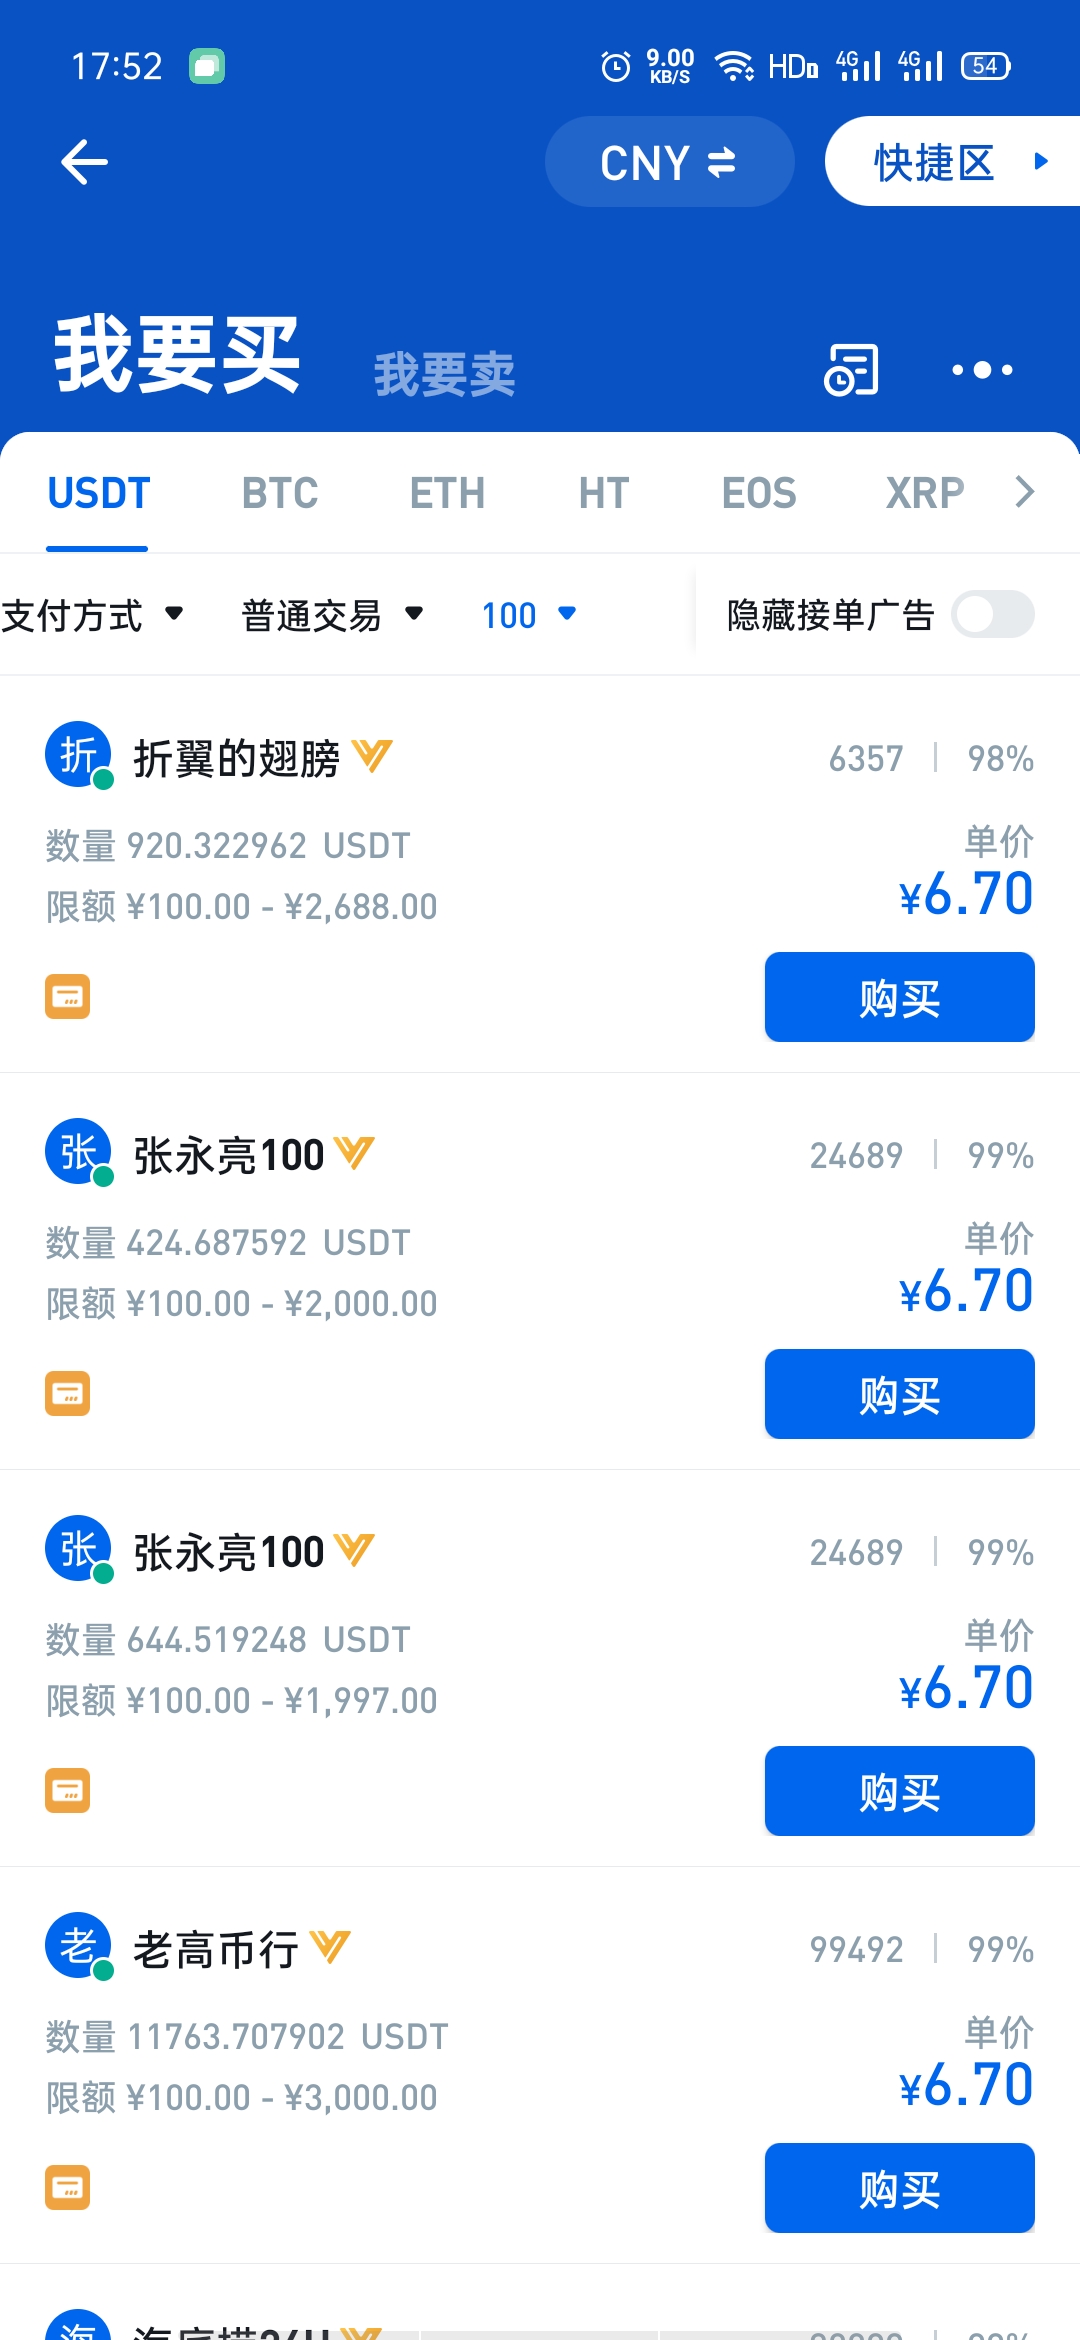 17:52 9.00 KB/S HD 4G 4G 54
CNY 快捷区
我要买 我要卖
USDT BTC ETH HT EOS XRP
支付方式 普通交易 100 隐藏接单广告
折 折翼的翅膀 6357 98%
数量 920.322962 USDT 单价
限额 ¥100.00 - ¥2,688.00 ¥6.70
购买
张 张永亮100 24689 99%
数量 424.687592 USDT 单价
限额 ¥100.00 - ¥2,000.00 ¥6.70
购买
张 张永亮100 24689 99%
数量 644.519248 USDT 单价
限额 ¥100.00 - ¥1,997.00 ¥6.70
购买
老 老高币行 99492 99%
数量 11763.707902 USDT 单价
限额 ¥100.00 - ¥3,000.00 ¥6.70
购买
海 海底捞24H